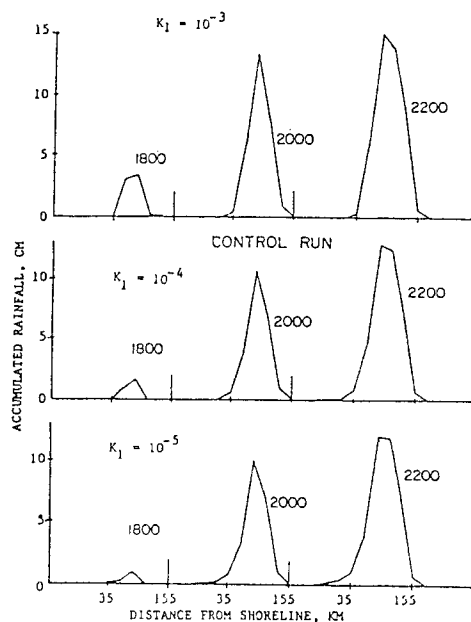 K₁ = 10⁻³
15
10
5
0
1800
2000
2200
CONTROL RUN
K₁ = 10⁻⁴
10
5
0
1800
2000
2200
K₁ = 10⁻⁵
10
5
0
1800
2000
2200
35 155 35 155 35 155
ACCUMULATED RAINFALL, CM
DISTANCE FROM SHORELINE, KM